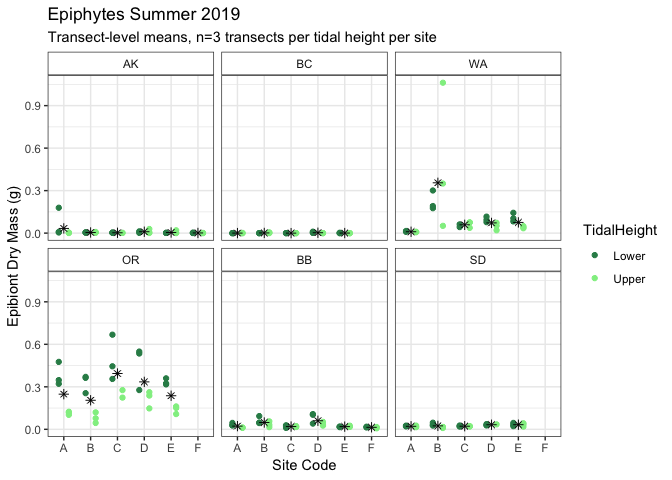 Epiphytes Summer 2019
Transect-level means, n=3 transects per tidal height per site
AK
BC
WA
0.9
0.6
0.3
0.0
OR
BB
SD
0.9
0.6
0.3
0.0
A B C D E F
A B C D E F
A B C D E F
Site Code
Epibiont Dry Mass (g)
TidalHeight
Lower
Upper